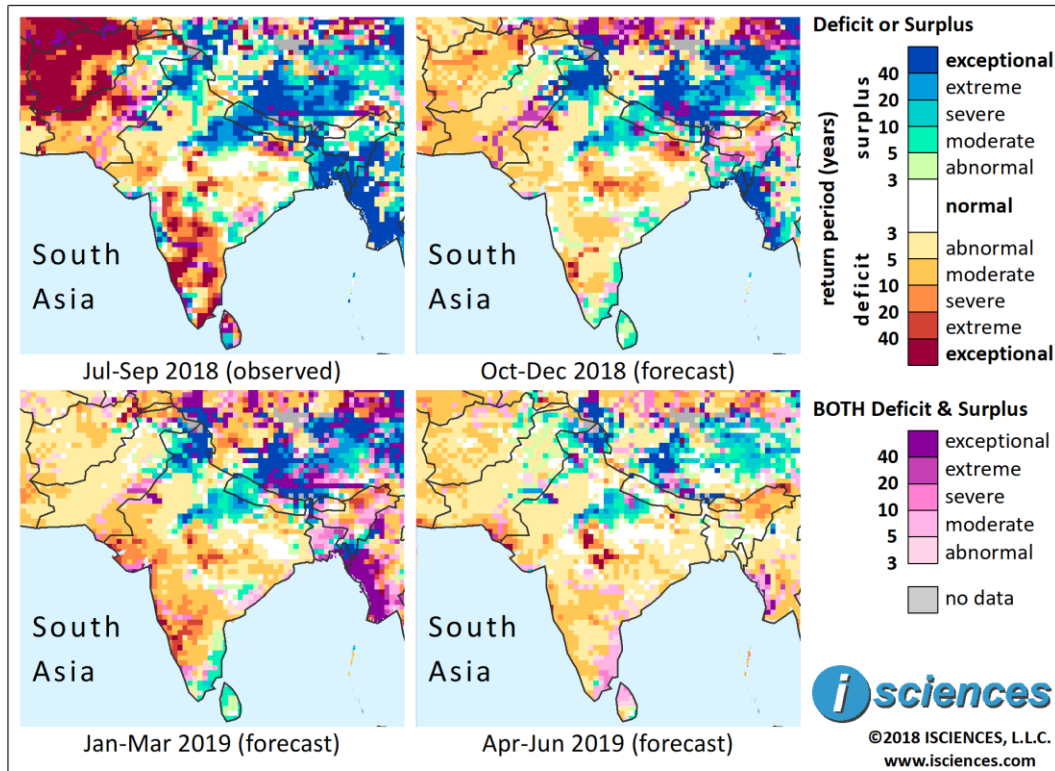 South
Asia
Jul-Sep 2018 (observed)
South
Asia
Oct-Dec 2018 (forecast)
South
Asia
Jan-Mar 2019 (forecast)
South
Asia
Apr-Jun 2019 (forecast)
Deficit or Surplus
return period (years)
surplus
deficit
exceptional
40
extreme
20
severe
10
moderate
5
abnormal
3
normal
3
abnormal
5
moderate
10
severe
20
extreme
40
exceptional
BOTH Deficit & Surplus
exceptional
40
extreme
20
severe
10
moderate
5
abnormal
3
no data
i sciences
©2018 ISCIENCES, L.L.C.
www.isciences.com